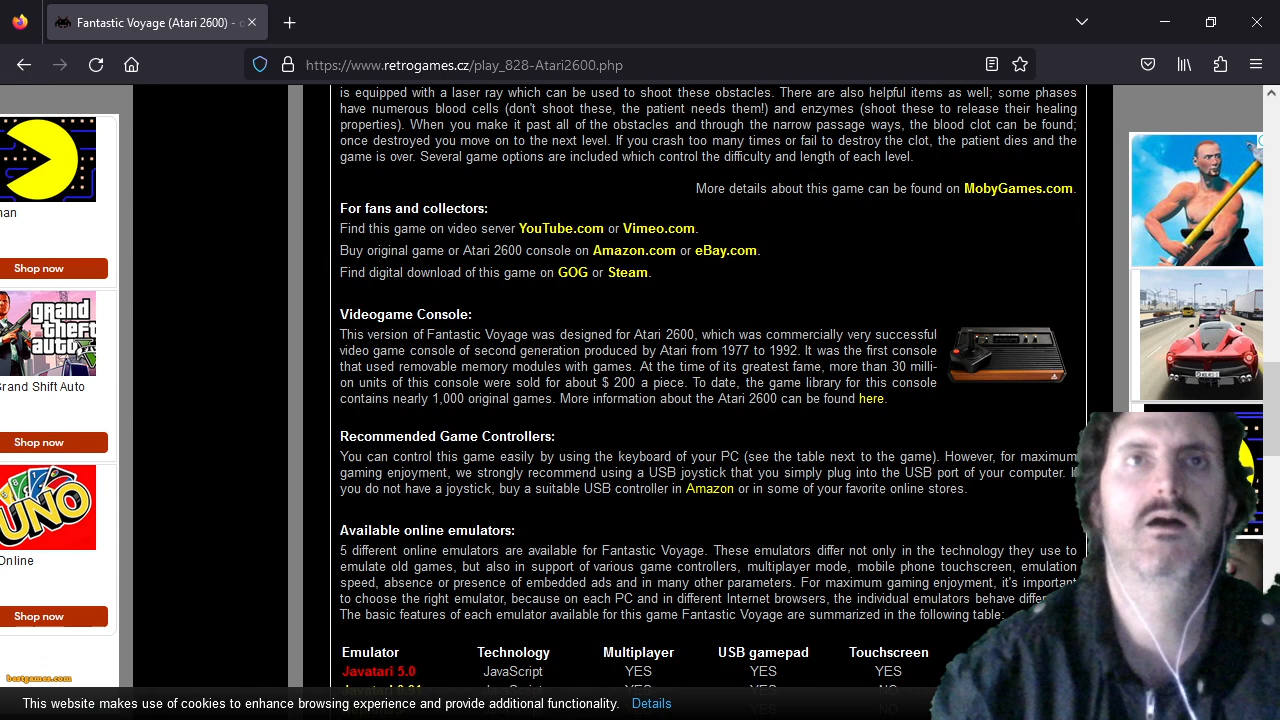 Fantastic Voyage (Atari 2600) -
https://www.retrogames.cz/play_828-Atari2600.php
is equipped with a laser ray which can be used to shoot these obstacles. There are also helpful items as well; some phases
have numerous blood cells (don't shoot these, the patient needs them!) and enzymes (shoot these to release their healing
properties). When you make it past all of the obstacles and through the narrow passage ways, the blood clot can be found;
once destroyed you move on to the next level. If you crash too many times or fail to destroy the clot, the patient dies and the
game is over. Several game options are included which control the difficulty and length of each level.
More details about this game can be found on MobyGames.com.
For fans and collectors:
Find this game on video server YouTube.com or Vimeo.com.
Buy original game or Atari 2600 console on Amazon.com or eBay.com.
Find digital download of this game on GOG or Steam.
Videogame Console:
This version of Fantastic Voyage was designed for Atari 2600, which was commercially very successful
video game console of second generation produced by Atari from 1977 to 1992. It was the first console
that used removable memory modules with games. At the time of its greatest fame, more than 30 milli-
on units of this console were sold for about $ 200 a piece. To date, the game library for this console
contains nearly 1,000 original games. More information about the Atari 2600 can be found here.
Recommended Game Controllers:
You can control this game easily by using the keyboard of your PC (see the table next to the game). However, for maximum
gaming enjoyment, we strongly recommend using a USB joystick that you simply plug into the USB port of your computer. If
you do not have a joystick, buy a suitable USB controller in Amazon or in some of your favorite online stores.
Available online emulators:
5 different online emulators are available for Fantastic Voyage. These emulators differ not only in the technology they use to
emulate old games, but also in support of various game controllers, multiplayer mode, mobile phone touchscreen, emulation
speed, absence or presence of embedded ads and in many other parameters. For maximum gaming enjoyment, it's important
to choose the right emulator, because on each PC and in different Internet browsers, the individual emulators behave
The basic features of each emulator available for this game Fantastic Voyage are summarized in the following table:
Emulator Technology Multiplayer USB gamepad Touchscreen
Javatari 5.0 JavaScript YES YES YES
YES YES NO
man
Shop now
grand
theft
auto
Grand Shift Auto
Shop now
UNO
Online
Shop now
bestgames.com
This website makes use of cookies to enhance browsing experience and provide additional functionality. Details